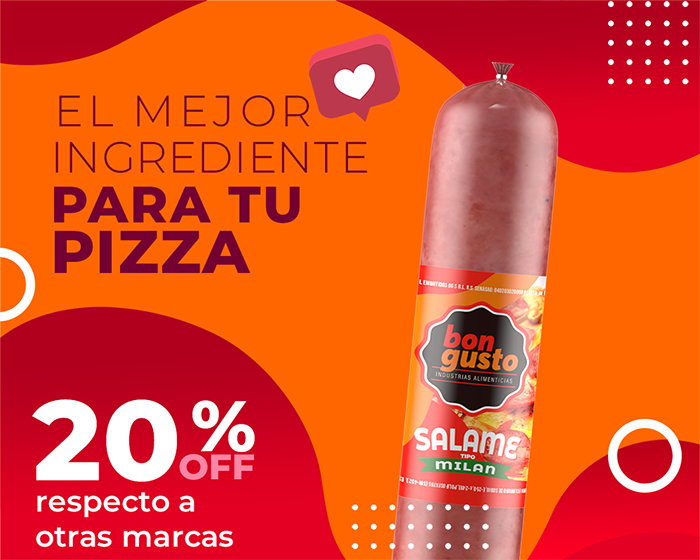 EL MEJOR
INGREDIENTE
PARA TU
PIZZA
bon
gusto
INDUSTRIAS ALIMENTICIAS
SALAME
TIPO
MILAN
20%
OFF
respecto a
otras marcas